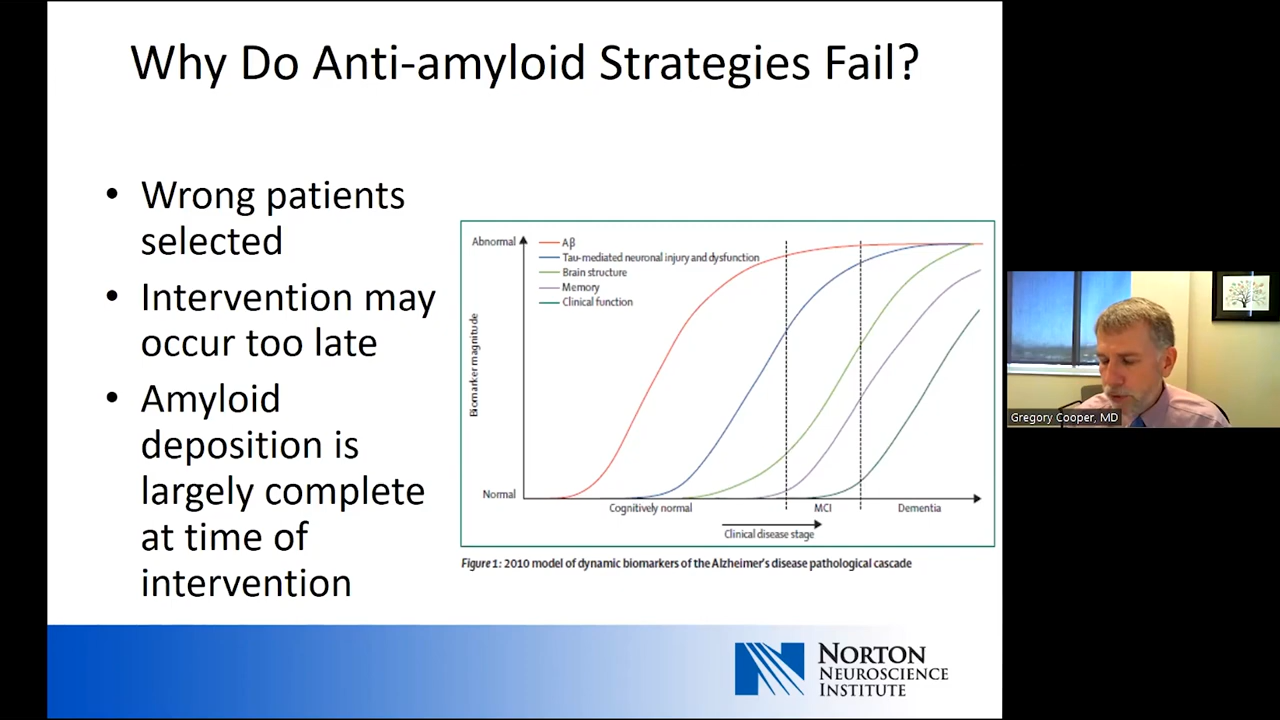 Why Do Anti-amyloid Strategies Fail?
• Wrong patients
selected
• Intervention may
occur too late
• Amyloid
deposition is
largely complete
at time of
intervention
Abnormal
Aβ
Tau-mediated neuronal injury and dysfunction
Brain structure
Memory
Clinical function
Biomarker magnitude
Normal
Cognitively normal
MCI
Dementia
Clinical disease stage
Figure 1: 2010 model of dynamic biomarkers of the Alzheimer's disease pathological cascade
NORTON
NEUROSCIENCE
INSTITUTE
Gregory Cooper, MD